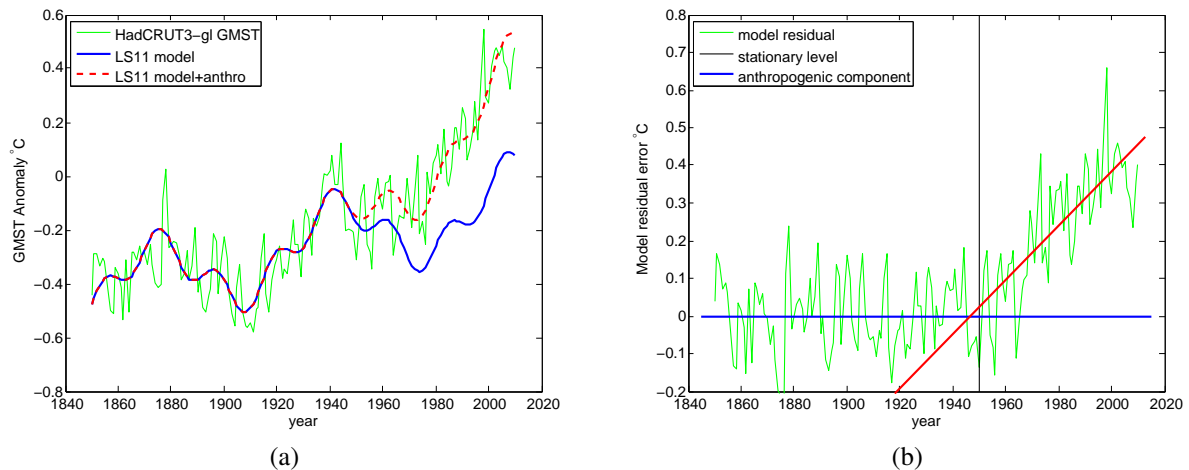 HadCRUT3−gl GMST
LS11 model
LS11 model+anthro
GMST Anomaly °C
0.6
0.4
0.2
0
−0.2
−0.4
−0.6
−0.8
1840 1860 1880 1900 1920 1940 1960 1980 2000 2020
year
(a)
model residual
stationary level
anthropogenic component
Model residual error °C
0.8
0.7
0.6
0.5
0.4
0.3
0.2
0.1
0
−0.1
−0.2
1840 1860 1880 1900 1920 1940 1960 1980 2000 2020
year
(b)